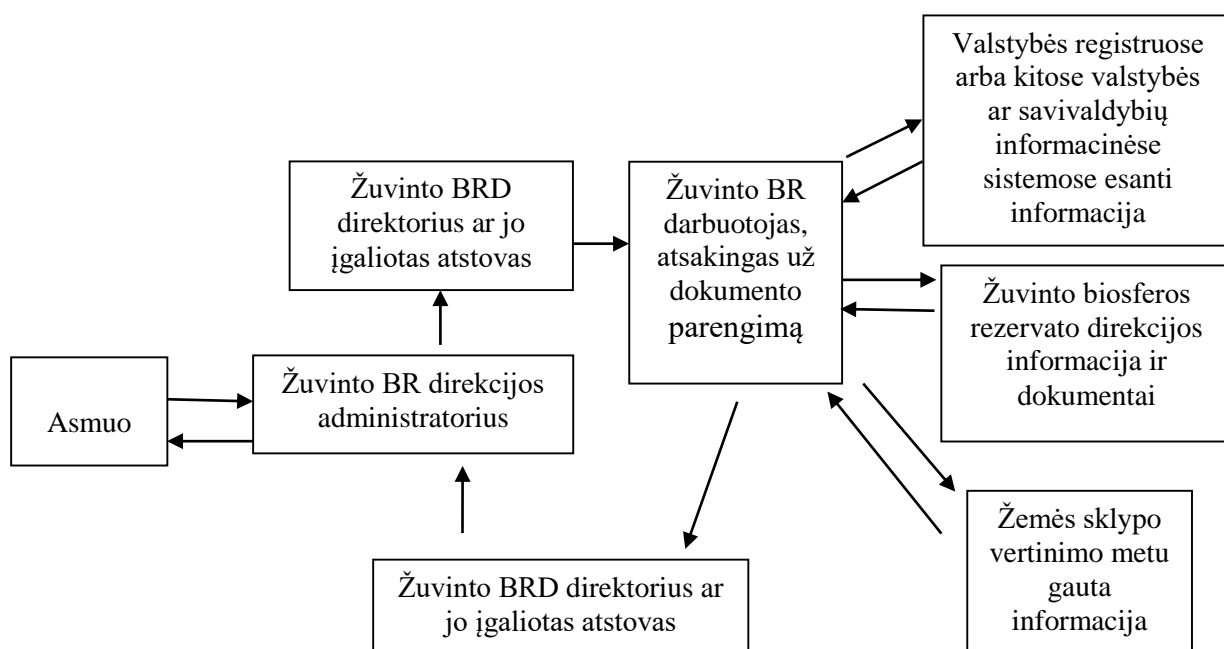 Valstybės registruose
arba kitose valstybės
ar savivaldybių
informacinėse
sistemose esanti
informacija
Žuvinto BRD
direktorius ar jo
įgaliotas atstovas
Žuvinto BR
darbuotojas,
atsakingas už
dokumento
parengimą
Žuvinto biosferos
rezervato direkcijos
informacija ir
dokumentai
Asmuo
Žuvinto BR direkcijos
administratorius
Žemės sklypo
vertinimo metu
gauta
informacija
Žuvinto BRD direktorius ar
jo įgaliotas atstovas